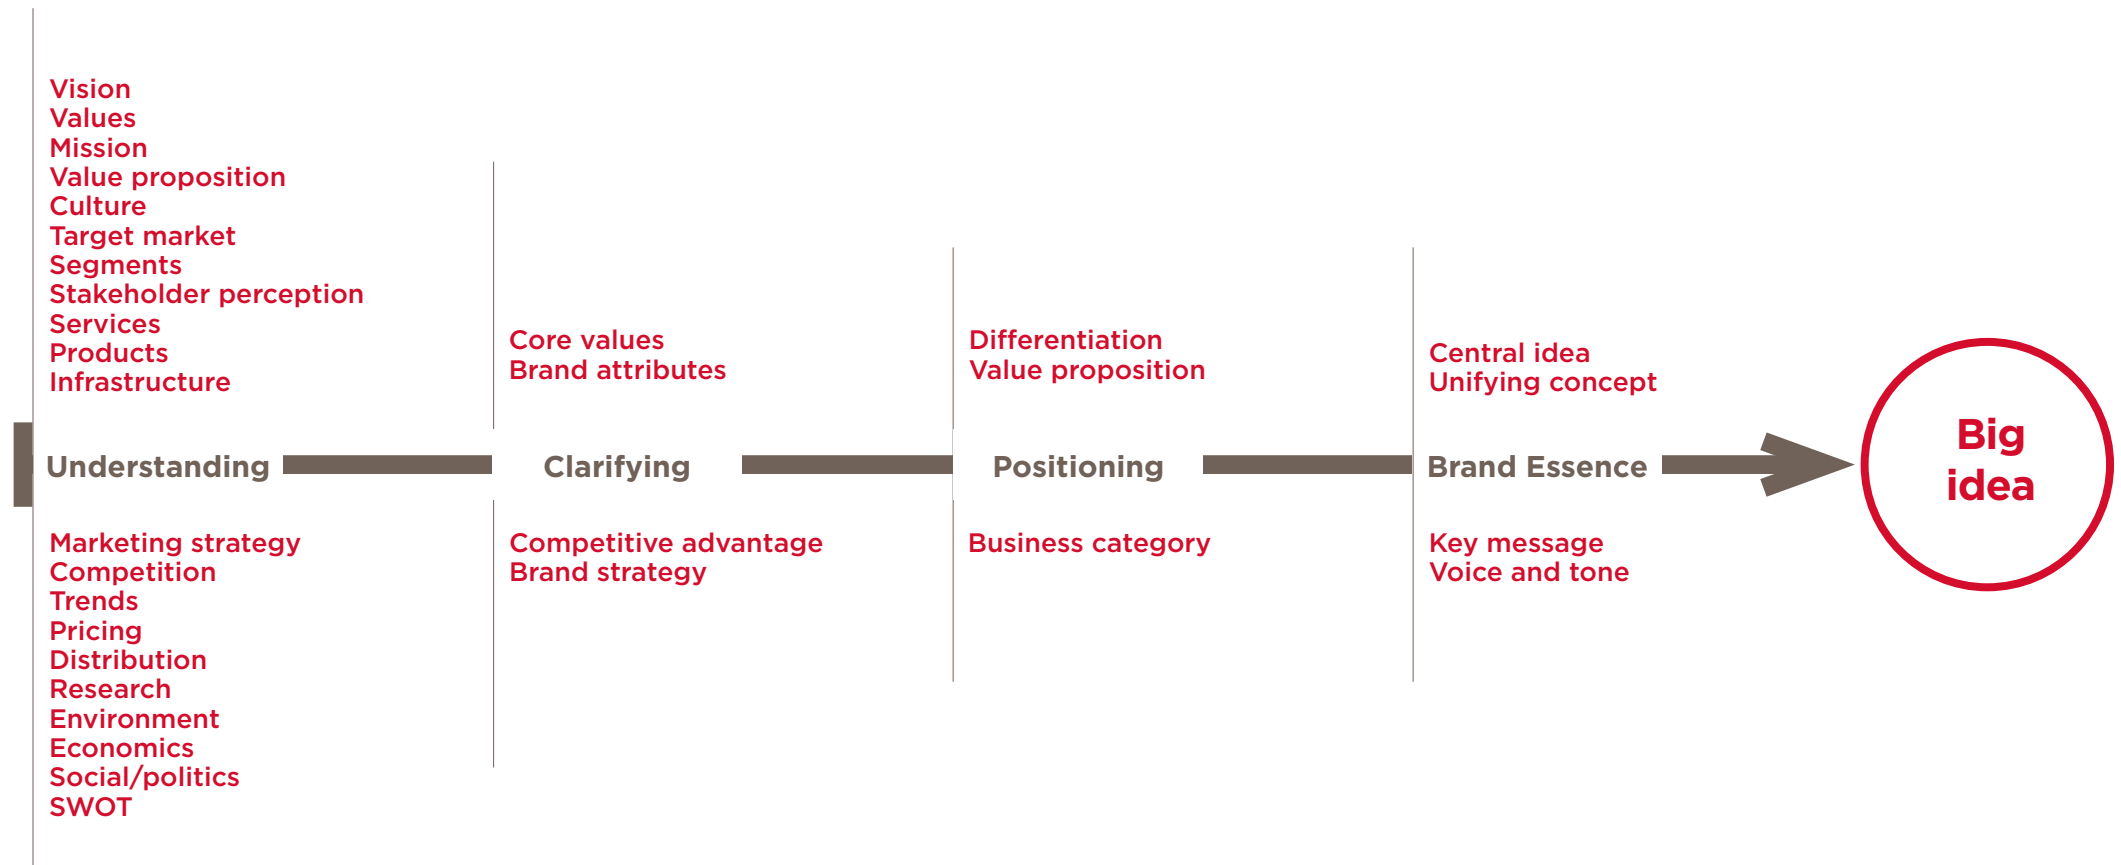 Vision
Values
Mission
Value proposition
Culture
Target market
Segments
Stakeholder perception
Services
Products
Infrastructure
Understanding
Marketing strategy
Competition
Trends
Pricing
Distribution
Research
Environment
Economics
Social/politics
SWOT
Core values
Brand attributes
Clarifying
Competitive advantage
Brand strategy
Differentiation
Value proposition
Positioning
Business category
Central idea
Unifying concept
Brand Essence
Key message
Voice and tone
Big
idea